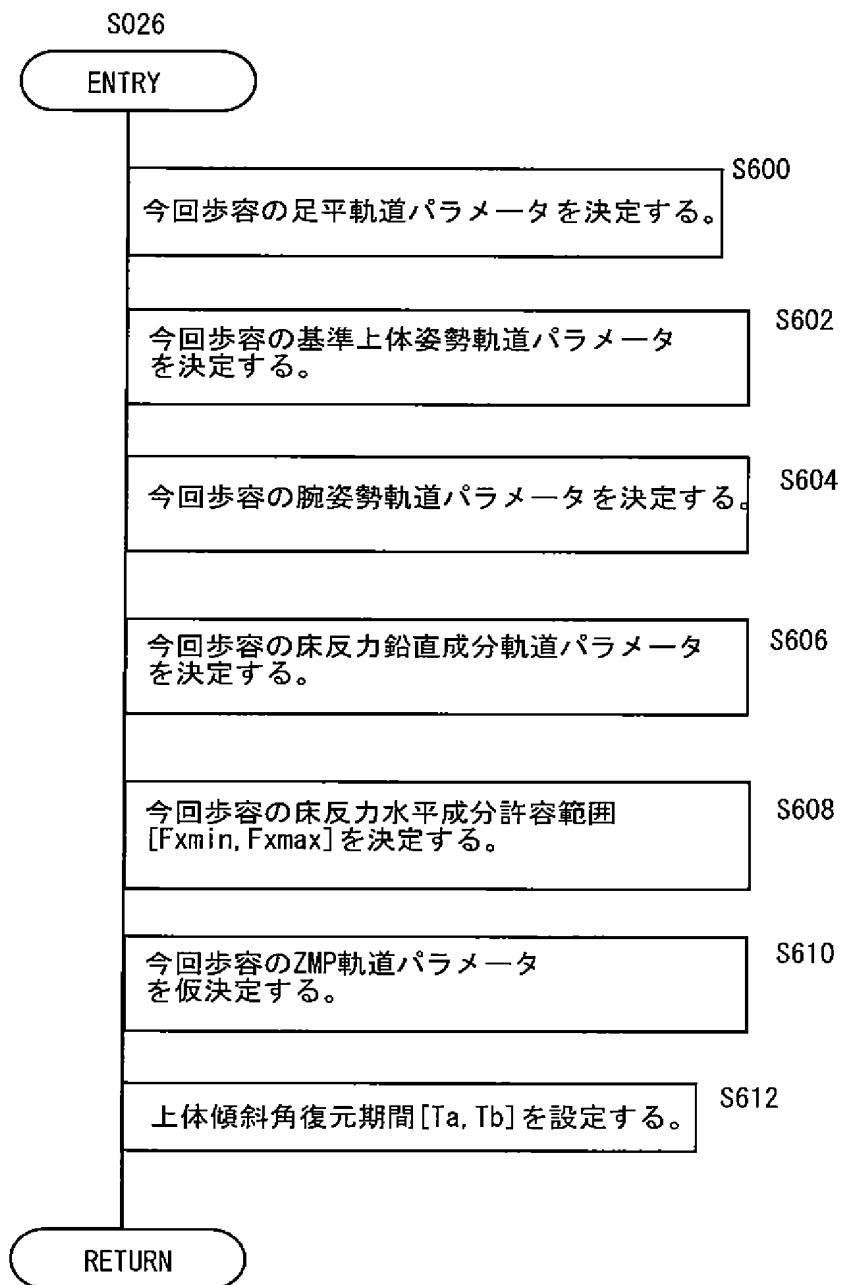 S026
ENTRY
S600
今回歩容の足平軌道パラメータを決定する。
S602
今回歩容の基準上体姿勢軌道パラメータ
を決定する。
S604
今回歩容の腕姿勢軌道パラメータを決定する。
S606
今回歩容の床反力鉛直成分軌道パラメータ
を決定する。
S608
今回歩容の床反力水平成分許容範囲
[Fxmin,Fxmax]を決定する。
S610
今回歩容のZMP軌道パラメータ
を仮決定する。
S612
上体傾斜角復元期間[Ta,Tb]を設定する。
RETURN